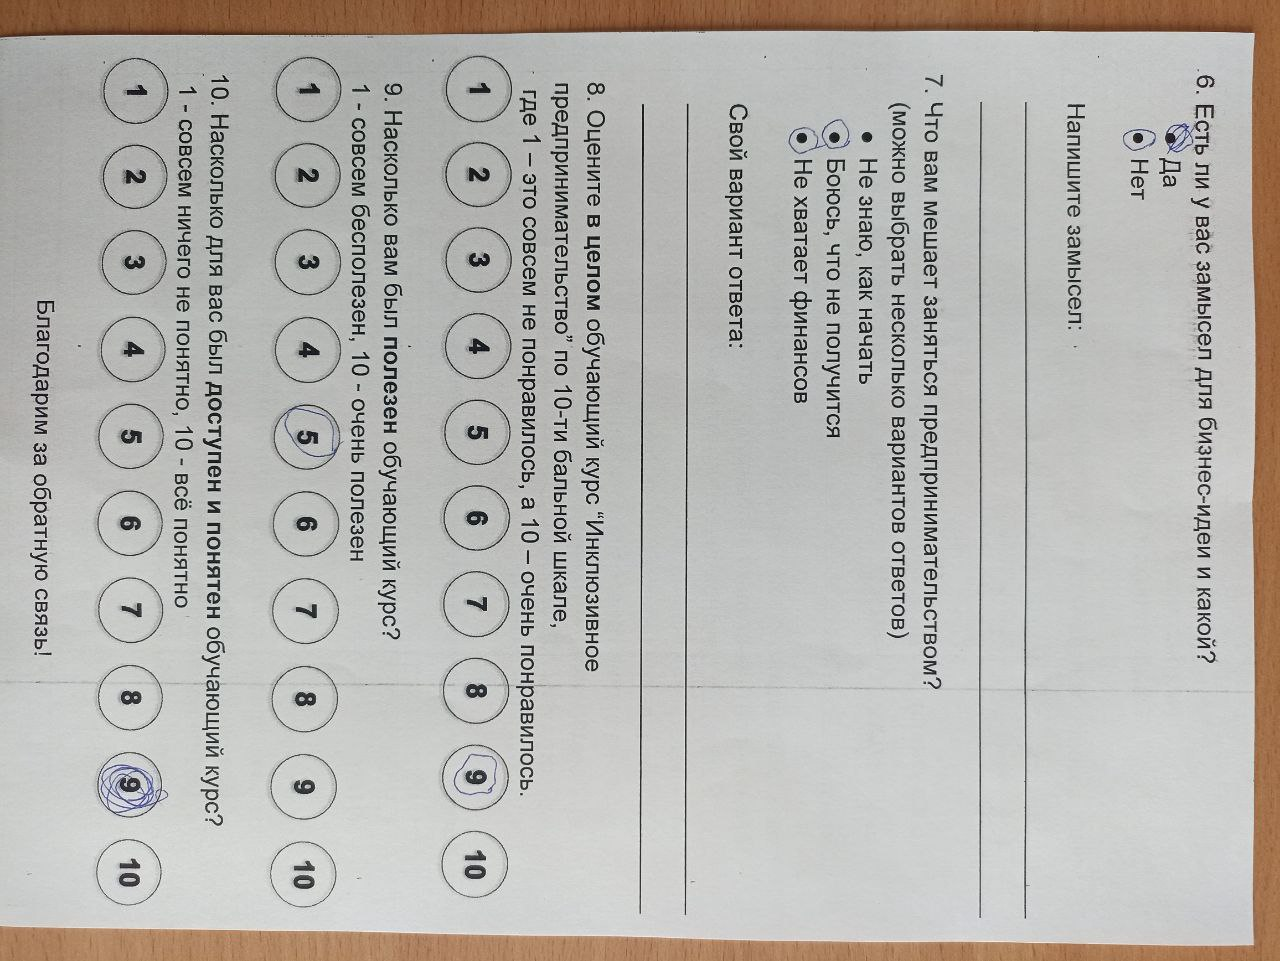 6. Есть ли у вас замысел для бизнес-идеи и какой?
• Да
• Нет
Напишите замысел:
7. Что вам мешает заняться предпринимательством?
(можно выбрать несколько вариантов ответов)
• Не знаю, как начать
• Боюсь, что не получится
• Не хватает финансов
Свой вариант ответа:
8. Оцените в целом обучающий курс “Инклюзивное
предпринимательство” по 10-ти бальной шкале,
где 1 – это совсем не понравилось, а 10 – очень понравилось.
1 2 3 4 5 6 7 8 9 10
9. Насколько вам был полезен обучающий курс?
1 - совсем бесполезен, 10 - очень полезен
1 2 3 4 5 6 7 8 9 10
10. Насколько для вас был доступен и понятен обучающий курс?
1 - совсем ничего не понятно, 10 - всё понятно
1 2 3 4 5 6 7 8 9 10
Благодарим за обратную связь!